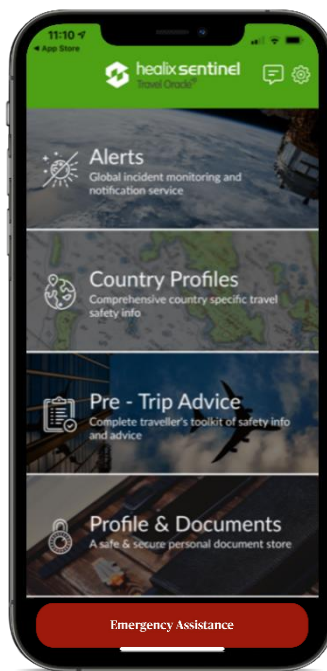 11:10
App Store
healix sentinel
Travel Oracle™
Alerts
Global incident monitoring and
notification service
Country Profiles
Comprehensive country specific travel
safety info
Pre - Trip Advice
Complete traveller's toolkit of safety info
and advice
Profile & Documents
A safe & secure personal document store
Emergency Assistance